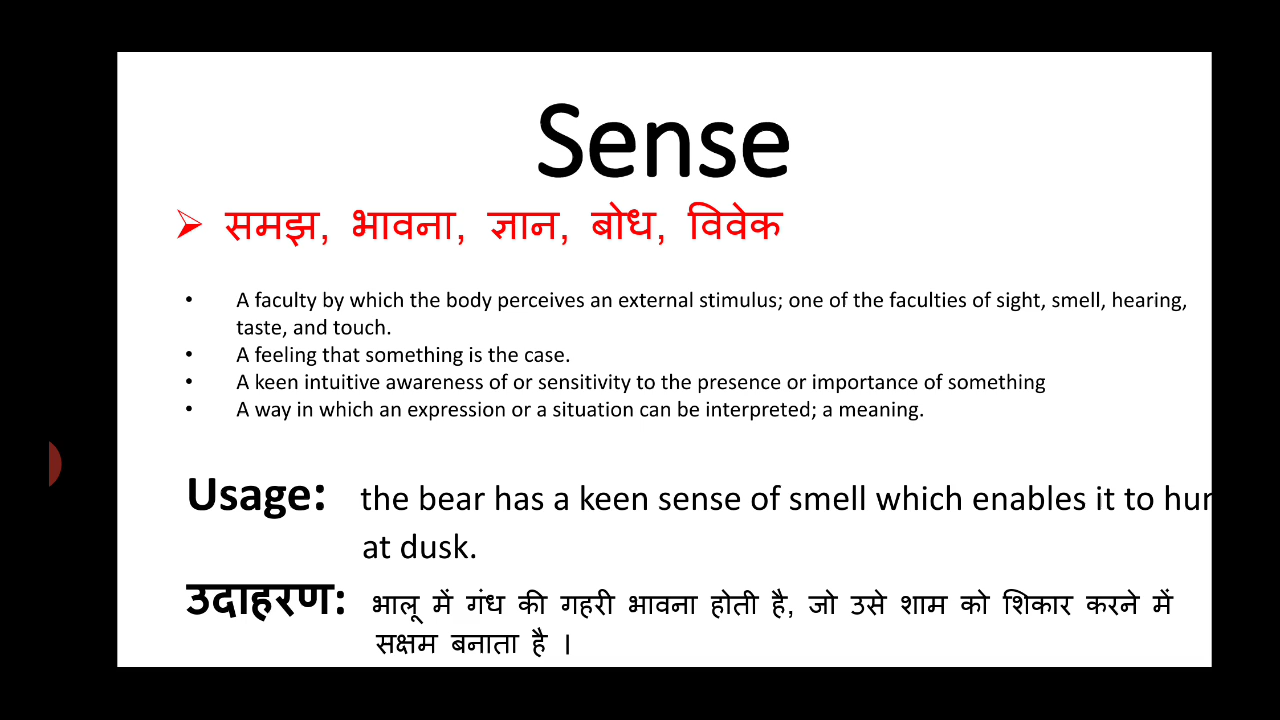 Sense
➢ समझ, भावना, ज्ञान, बोध, विवेक
• A faculty by which the body perceives an external stimulus; one of the faculties of sight, smell, hearing,
taste, and touch.
• A feeling that something is the case.
• A keen intuitive awareness of or sensitivity to the presence or importance of something
• A way in which an expression or a situation can be interpreted; a meaning.
Usage: the bear has a keen sense of smell which enables it to
at dusk.
उदाहरण: भालू में गंध की गहरी भावना होती है, जो उसे शाम को शिकार करने में
सक्षम बनाता है ।